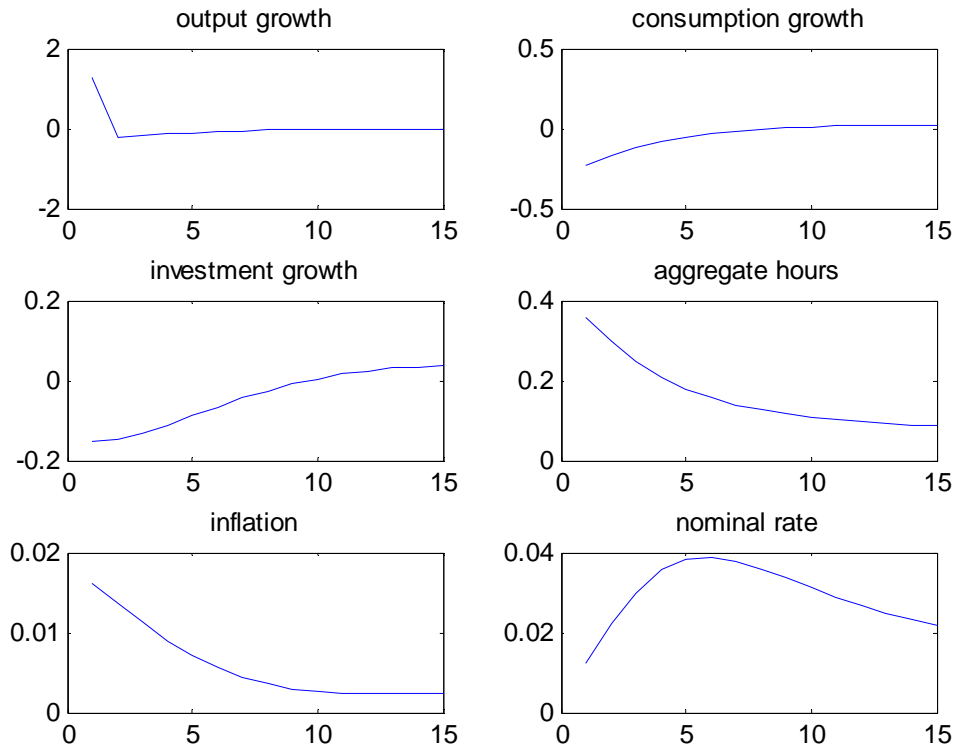 output growth
2
0
-2
0 5 10 15
consumption growth
0.5
0
-0.5
0 5 10 15
investment growth
0.2
0
-0.2
0 5 10 15
aggregate hours
0.4
0.2
0
0 5 10 15
inflation
0.02
0.01
0
0 5 10 15
nominal rate
0.04
0.02
0
0 5 10 15